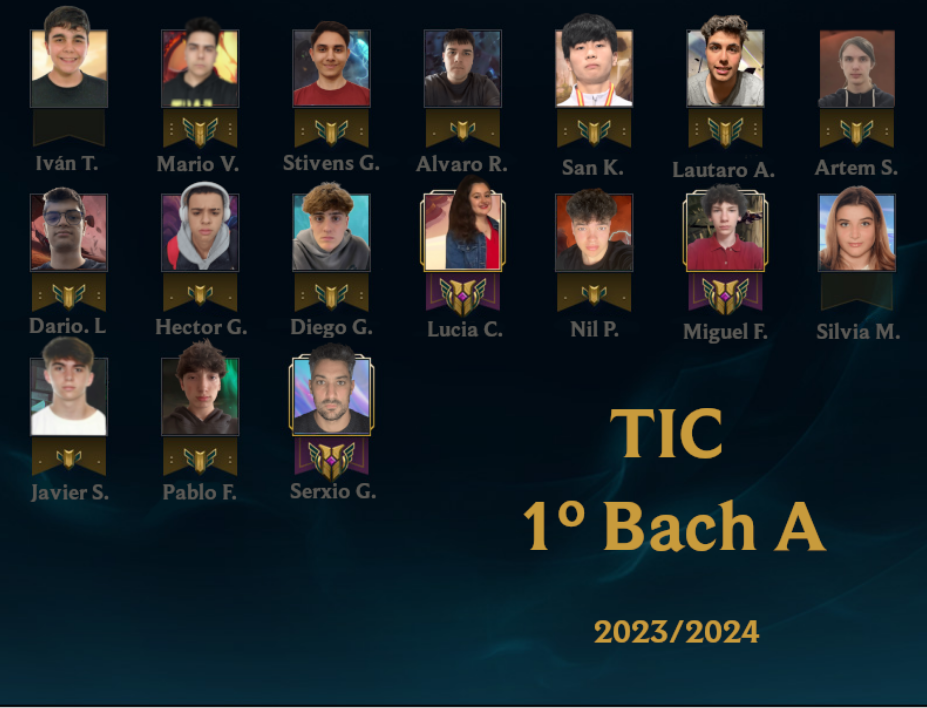 Iván T. Mario V. Stivens G. Alvaro R. San K. Lautaro A. Artem S.
Dario. L Hector G. Diego G. Lucia C. Nil P. Miguel F. Silvia M.
Javier S. Pablo F. Serxio G.
TIC
1º Bach A
2023/2024